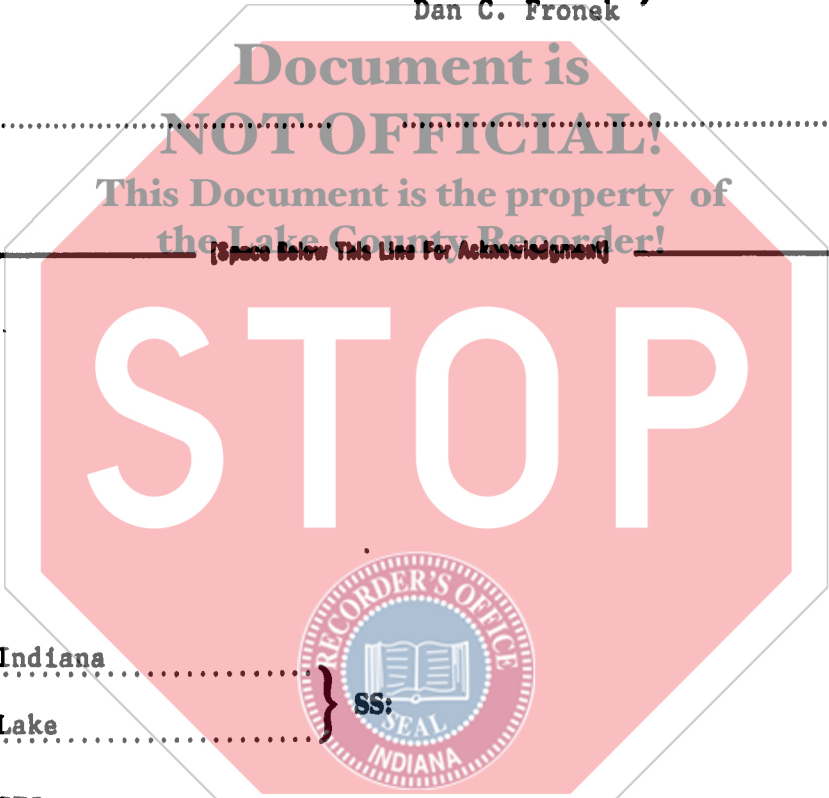 Dan C. Fronek
Document is
NOT OFFICIAL!
This Document is the property of
the Lake County Recorder!
[Space Below This Line For Acknowledgment]
STOP
RECORDER'S OFFICE
Indiana
SS:
Lake
SEAL
INDIANA